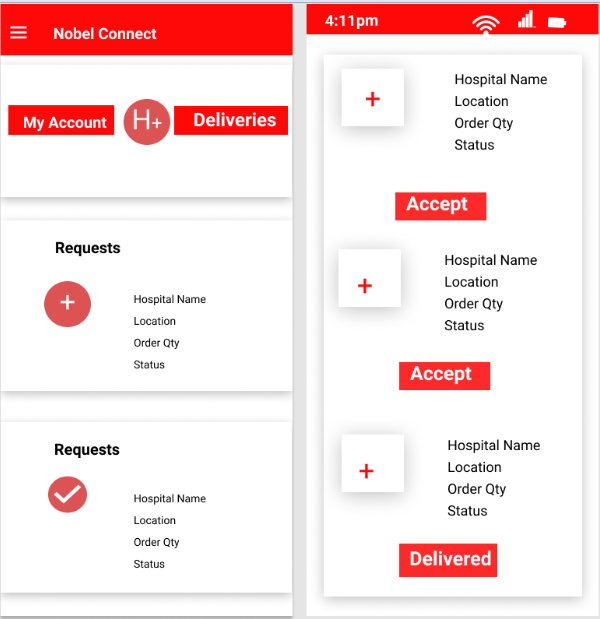 Nobel Connect
My Account
H+
Deliveries
Requests
+
Hospital Name
Location
Order Qty
Status
Requests
Hospital Name
Location
Order Qty
Status
4:11pm
+
Hospital Name
Location
Order Qty
Status
Accept
+
Hospital Name
Location
Order Qty
Status
Accept
+
Hospital Name
Location
Order Qty
Status
Delivered